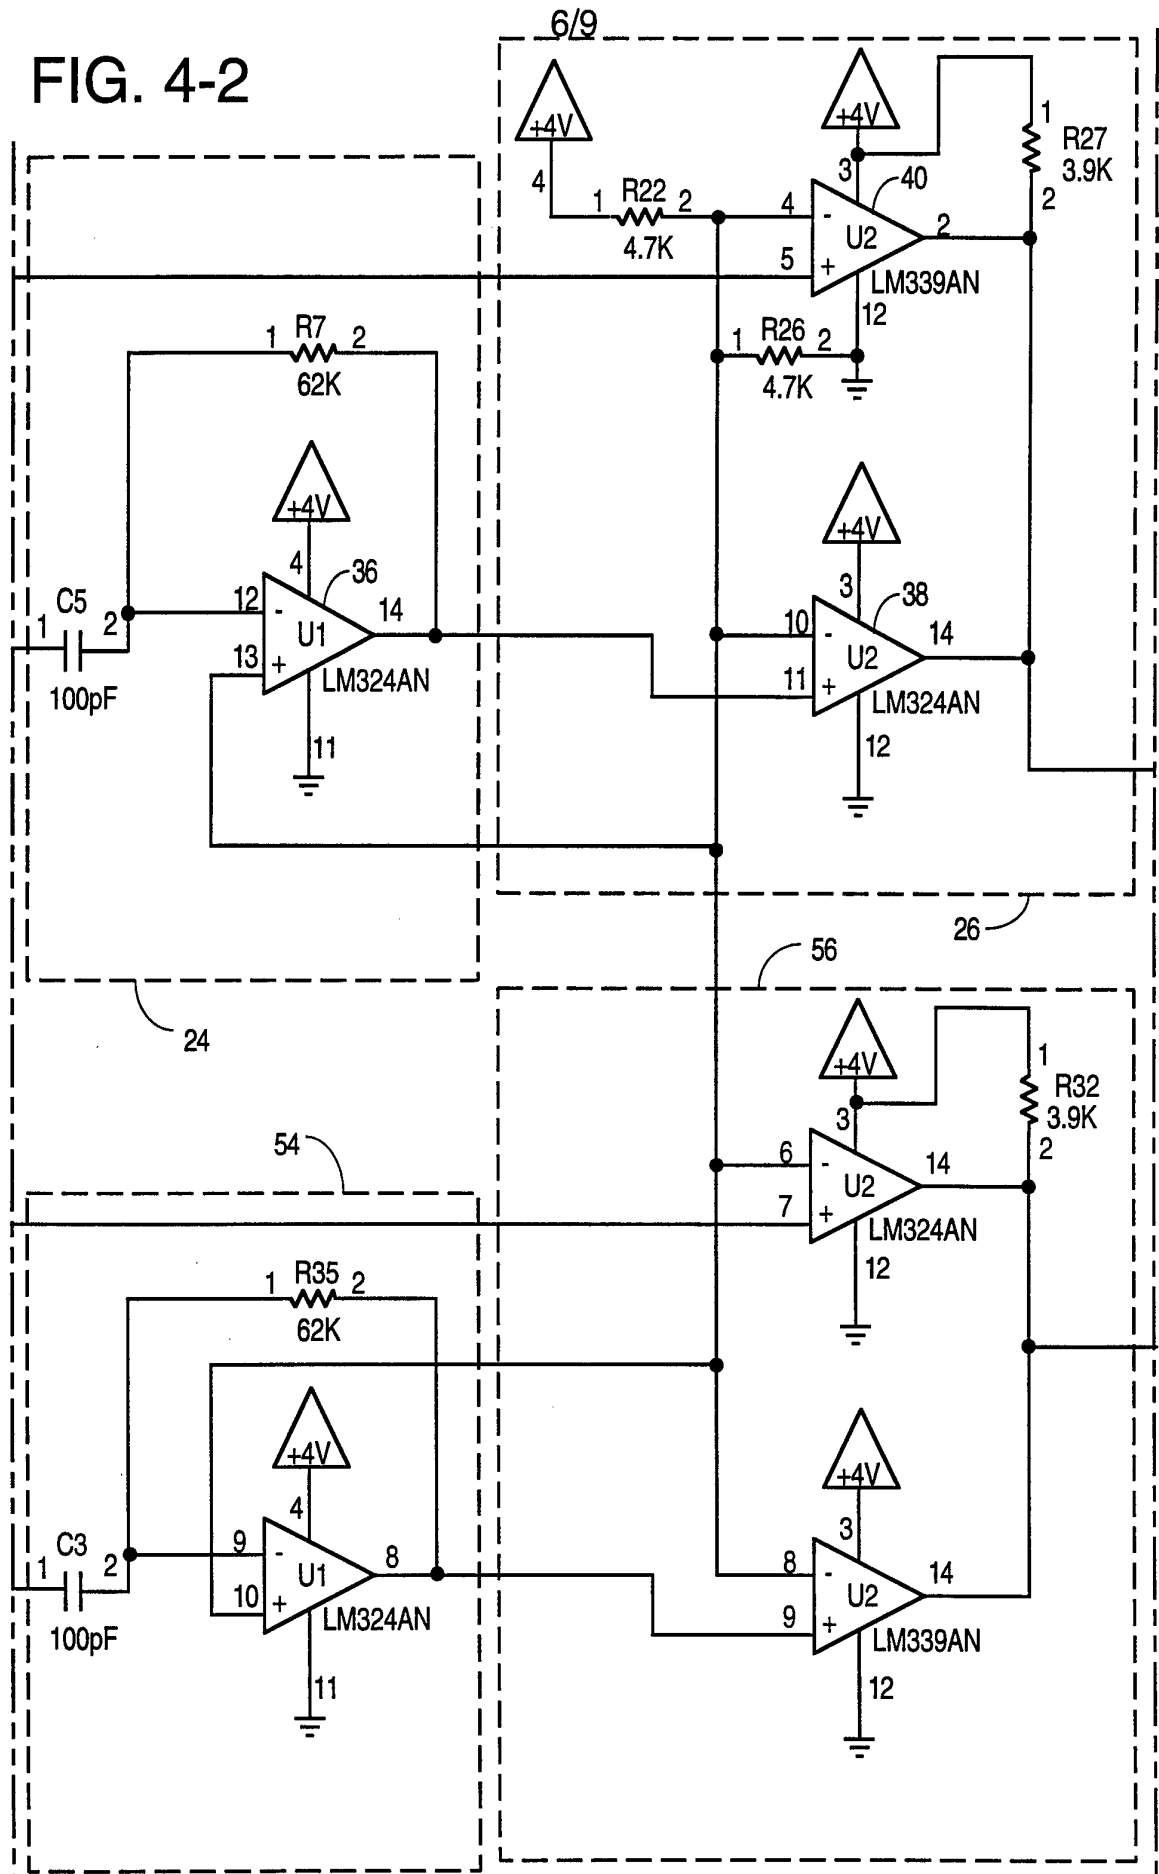 6/9
FIG. 4-2
+4V
+4V
1
R27
3.9K
2
4
1 R22 2
4.7K
3
40
4
-
U2
2
5
+
LM339AN
12
1 R26 2
4.7K
1 R7 2
62K
+4V
4
36
12
-
U1
14
13
+
LM324AN
11
C5
1 2
100pF
+4V
3
38
10
-
U2
14
11
+
LM324AN
12
26
24
56
+4V
3
1
R32
3.9K
2
6
-
U2
14
7
+
LM324AN
12
54
1 R35 2
62K
+4V
4
9
-
U1
8
10
+
LM324AN
11
C3
1 2
100pF
+4V
3
8
-
U2
14
9
+
LM339AN
12